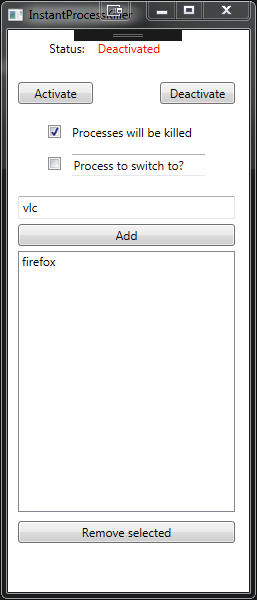 InstantProcessKiller
Status: Deactivated
Activate Deactivate
Processes will be killed
Process to switch to?
vlc
Add
firefox
Remove selected